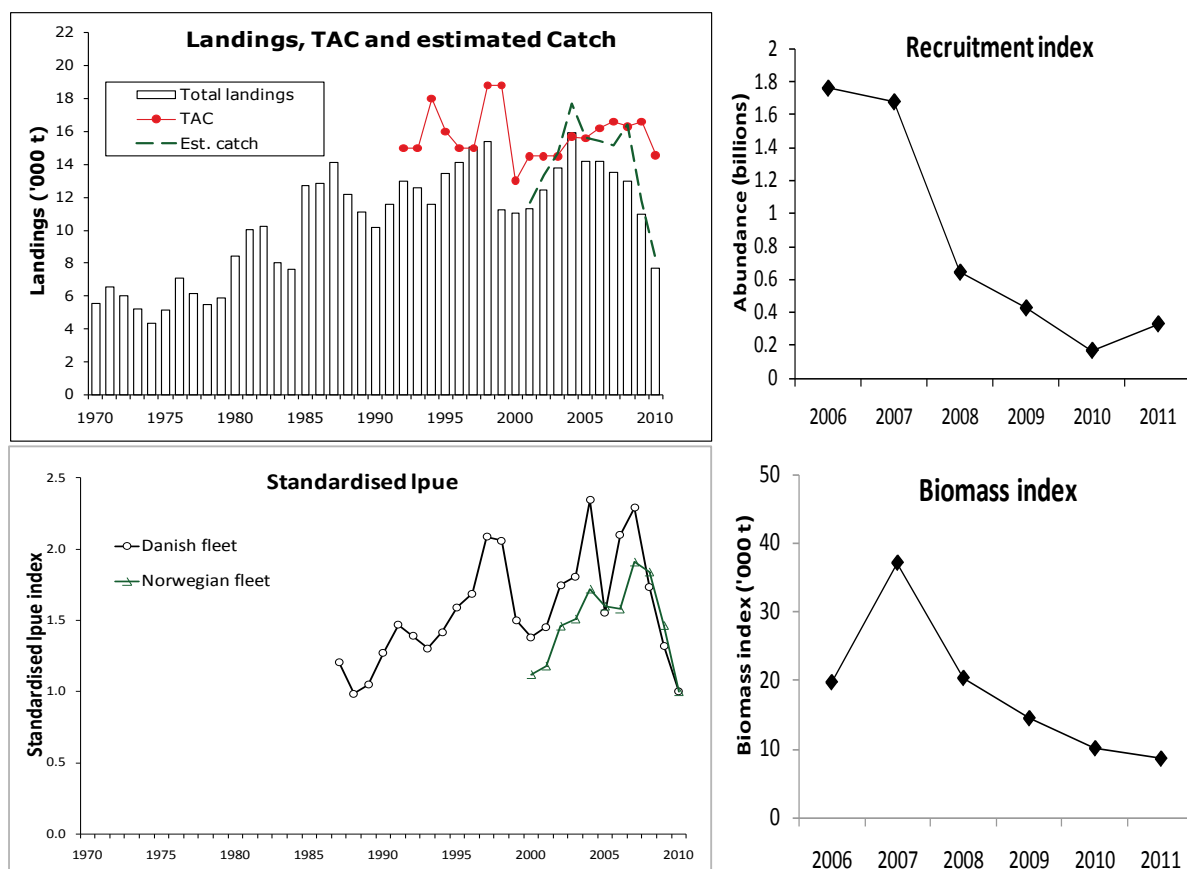 Landings, TAC and estimated Catch
Landings ('000 t)
22
20
18
16
14
12
10
8
6
4
2
0
Total landings
TAC
Est. catch
1970 1975 1980 1985 1990 1995 2000 2005 2010
Recruitment index
Abundance (billions)
2
1.8
1.6
1.4
1.2
1
0.8
0.6
0.4
0.2
0
2006 2007 2008 2009 2010 2011
Standardised lpue
Standardised lpue index
2.5
2.0
1.5
1.0
0.5
0.0
Danish fleet
Norwegian fleet
1970 1975 1980 1985 1990 1995 2000 2005 2010
Biomass index
Biomass index ('000 t)
50
40
30
20
10
0
2006 2007 2008 2009 2010 2011